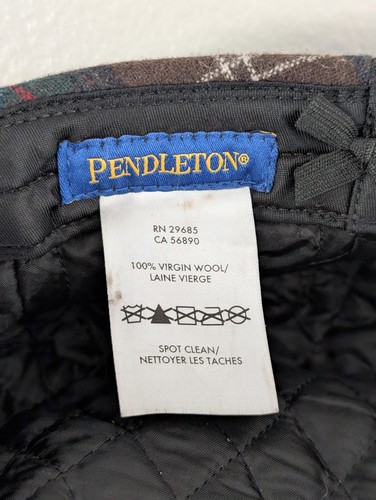 PENDLETON®
RN 29685
CA 56890
100% VIRGIN WOOL/
LAINE VIERGE
SPOT CLEAN/
NETTOYER LES TACHES